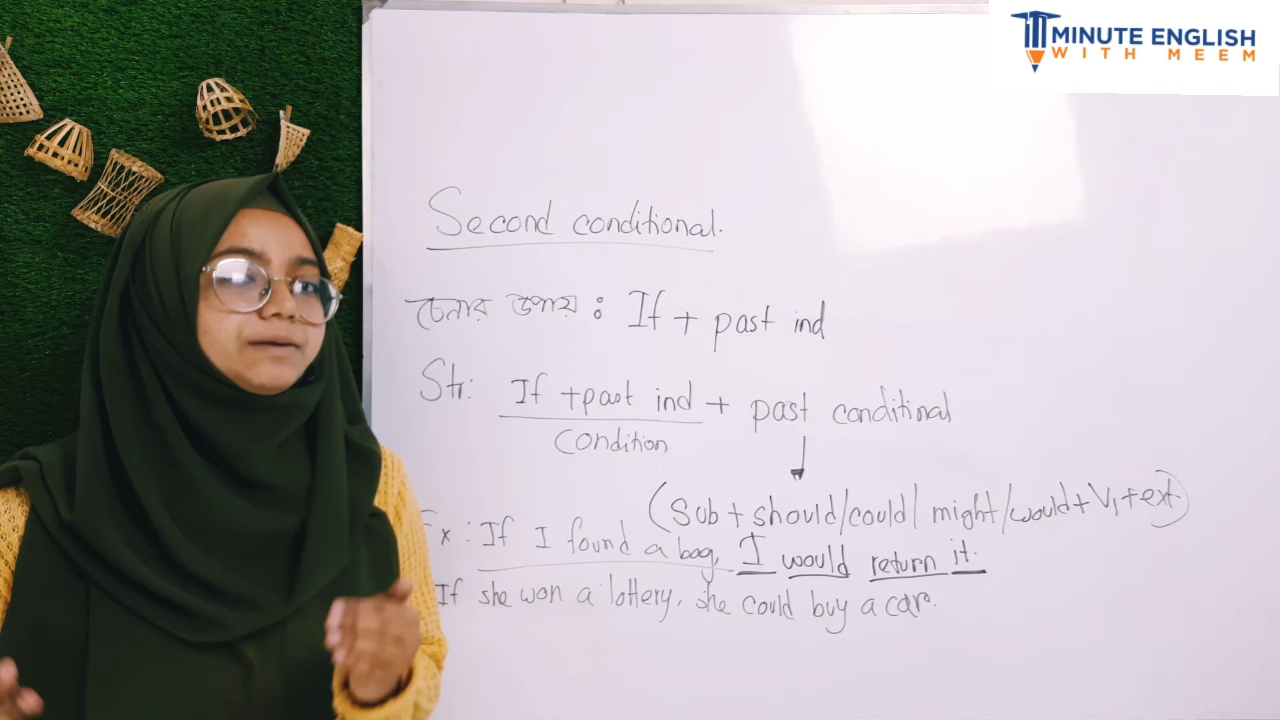 MINUTE ENGLISH
WITH MEEM
Second conditional.
চেনার উপায় : If + past ind
Str: If + past ind + past conditinal
condition
(Sub + should/could/might/would + V₁ + ext)
Ex: If I found a bag, I would return it.
If she won a lottery, she could buy a car.